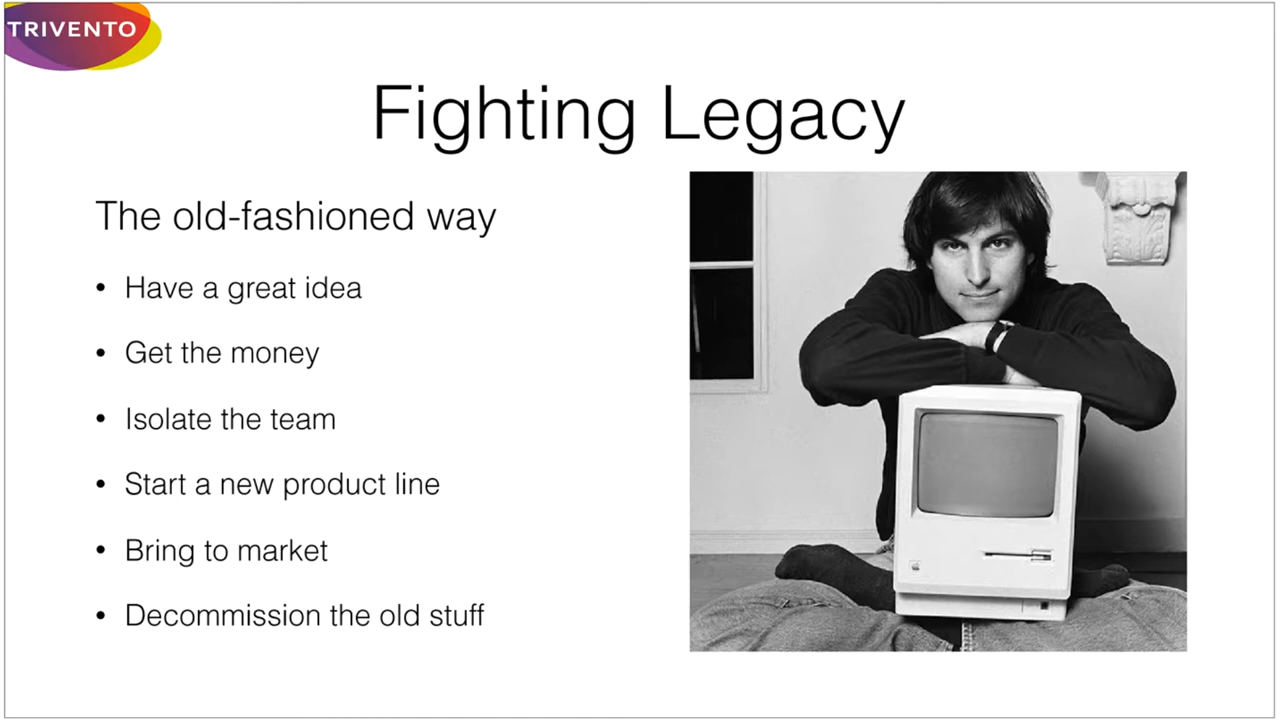 TRIVENTO
Fighting Legacy
The old-fashioned way
• Have a great idea
• Get the money
• Isolate the team
• Start a new product line
• Bring to market
• Decommission the old stuff